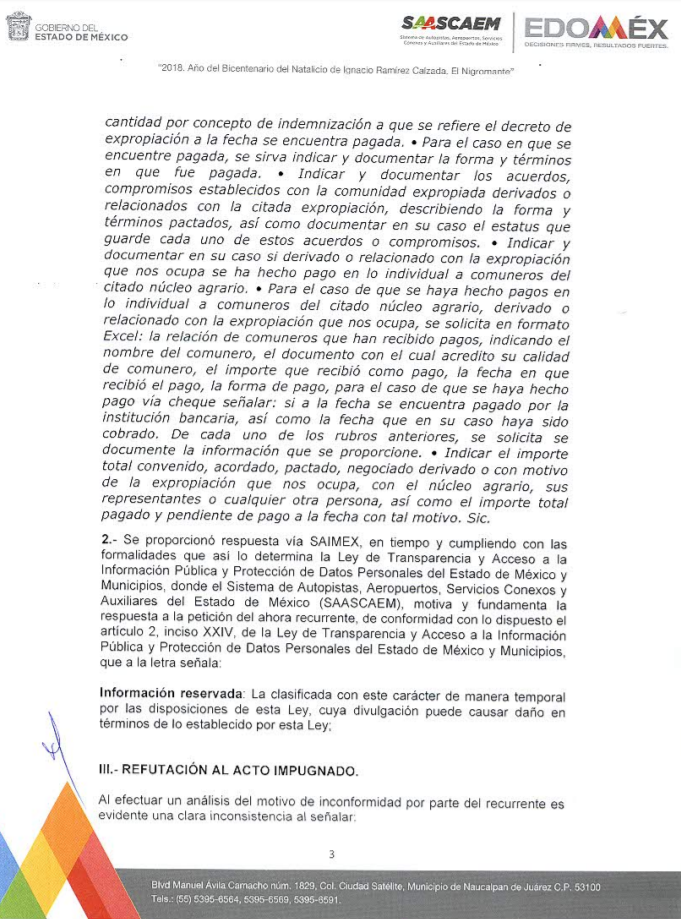 GOBIERNO DEL
ESTADO DE MÉXICO
SAASCAEM
Sistema de Autopistas, Aeropuertos, Servicios
Conexos y Auxiliares del Estado de México
EDOMÉX
DECISIONES FIRMES, RESULTADOS FUERTES.
"2018. Año del Bicentenario del Natalicio de Ignacio Ramírez Calzada. El Nigromante"
cantidad por concepto de indemnización a que se refiere el decreto de
expropiación a la fecha se encuentra pagada. • Para el caso en que se
encuentre pagada, se sirva indicar y documentar la forma y términos
en que fue pagada. • Indicar y documentar los acuerdos,
compromisos establecidos con la comunidad expropiada derivados o
relacionados con la citada expropiación, describiendo la forma y
términos pactados, así como documentar en su caso el estatus que
guarde cada uno de estos acuerdos o compromisos. • Indicar y
documentar en su caso si derivado o relacionado con la expropiación
que nos ocupa se ha hecho pago en lo individual a comuneros del
citado núcleo agrario. • Para el caso de que se haya hecho pagos en
lo individual a comuneros del citado núcleo agrario, derivado o
relacionado con la expropiación que nos ocupa, se solicita en formato
Excel: la relación de comuneros que han recibido pagos, indicando el
nombre del comunero, el documento con el cual acredito su calidad
de comunero, el importe que recibió como pago, la fecha en que
recibió el pago, la forma de pago, para el caso de que se haya hecho
pago vía cheque señalar: si a la fecha se encuentra pagado por la
institución bancaria, así como la fecha que en su caso haya sido
cobrado. De cada uno de los rubros anteriores, se solicita se
documente la información que se proporcione. • Indicar el importe
total convenido, acordado, pactado, negociado derivado o con motivo
de la expropiación que nos ocupa, con el núcleo agrario, sus
representantes o cualquier otra persona, así como el importe total
pagado y pendiente de pago a la fecha con tal motivo. Sic.
2.- Se proporcionó respuesta vía SAIMEX, en tiempo y cumpliendo con las
formalidades que así lo determina la Ley de Transparencia y Acceso a la
Información Pública y Protección de Datos Personales del Estado de México y
Municipios, donde el Sistema de Autopistas, Aeropuertos, Servicios Conexos y
Auxiliares del Estado de México (SAASCAEM), motiva y fundamenta la
respuesta a la petición del ahora recurrente, de conformidad con lo dispuesto el
artículo 2, inciso XXIV, de la Ley de Transparencia y Acceso a la Información
Pública y Protección de Datos Personales del Estado de México y Municipios,
que a la letra señala:
Información reservada: La clasificada con este carácter de manera temporal
por las disposiciones de esta Ley, cuya divulgación puede causar daño en
términos de lo establecido por esta Ley;
III.- REFUTACIÓN AL ACTO IMPUGNADO.
Al efectuar un análisis del motivo de inconformidad por parte del recurrente es
evidente una clara inconsistencia al señalar:
3
Blvd Manuel Ávila Camacho núm. 1829, Col. Ciudad Satélite, Municipio de Naucalpan de Juárez C.P. 53100
Tels.: (55) 5395-6564, 5395-6569, 5395-6591.